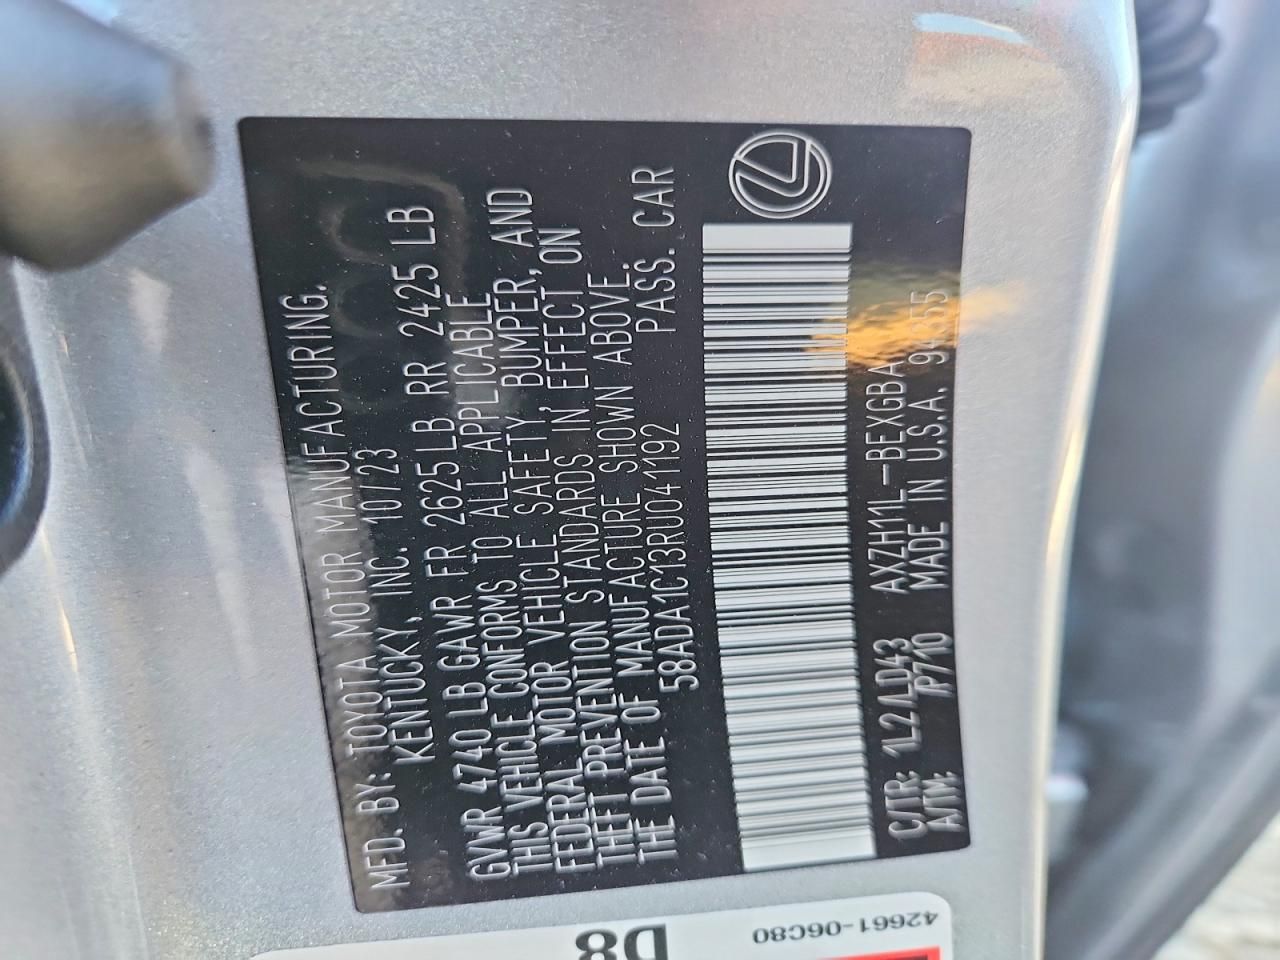 MFD. BY: TOYOTA MOTOR MANUFACTURING.
KENTUCKY, INC. 10/23
GVWR 4740 LB GAWR FR 2625 LB RR 2425 LB
THIS VEHICLE CONFORMS TO ALL APPLICABLE
FEDERAL MOTOR VEHICLE SAFETY, BUMPER, AND
THEFT PREVENTION STANDARDS IN EFFECT ON
THE DATE OF MANUFACTURE SHOWN ABOVE.
58ADA1C13RU041192 PASS. CAR
C/TR: 1L2/LD43 AXZH11L-BEXGBA
A/TM: /P710 MADE IN U.S.A. 94355
42661-06C80
D8